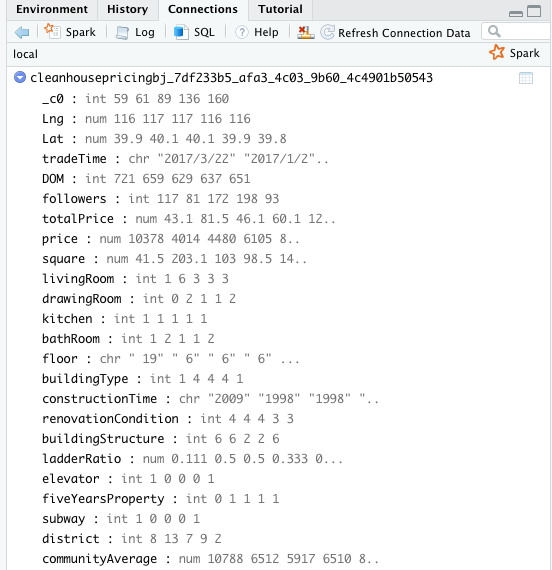 Environment History Connections Tutorial
Spark Log SQL Help Refresh Connection Data
local Spark
cleanhousepricingbj_7df233b5_afa3_4c03_9b60_4c4901b50543
_c0 : int 59 61 89 136 160
Lng : num 116 117 117 116 116
Lat : num 39.9 40.1 40.1 39.9 39.8
tradeTime : chr "2017/3/22" "2017/1/2"..
DOM : int 721 659 629 637 651
followers : int 117 81 172 198 93
totalPrice : num 43.1 81.5 46.1 60.1 12..
price : num 10378 4014 4480 6105 8..
square : num 41.5 203.1 103 98.5 14..
livingRoom : int 1 6 3 3 3
drawingRoom : int 0 2 1 1 2
kitchen : int 1 1 1 1 1
bathRoom : int 1 2 1 1 2
floor : chr " 19" " 6" " 6" " 6" ...
buildingType : int 1 4 4 4 1
constructionTime : chr "2009" "1998" "1998" "..
renovationCondition : int 4 4 4 3 3
buildingStructure : int 6 6 2 2 6
ladderRatio : num 0.111 0.5 0.5 0.333 0...
elevator : int 1 0 0 0 1
fiveYearsProperty : int 0 1 1 1 1
subway : int 1 0 0 0 1
district : int 8 13 7 9 2
communityAverage : num 10788 6512 5917 6510 8..